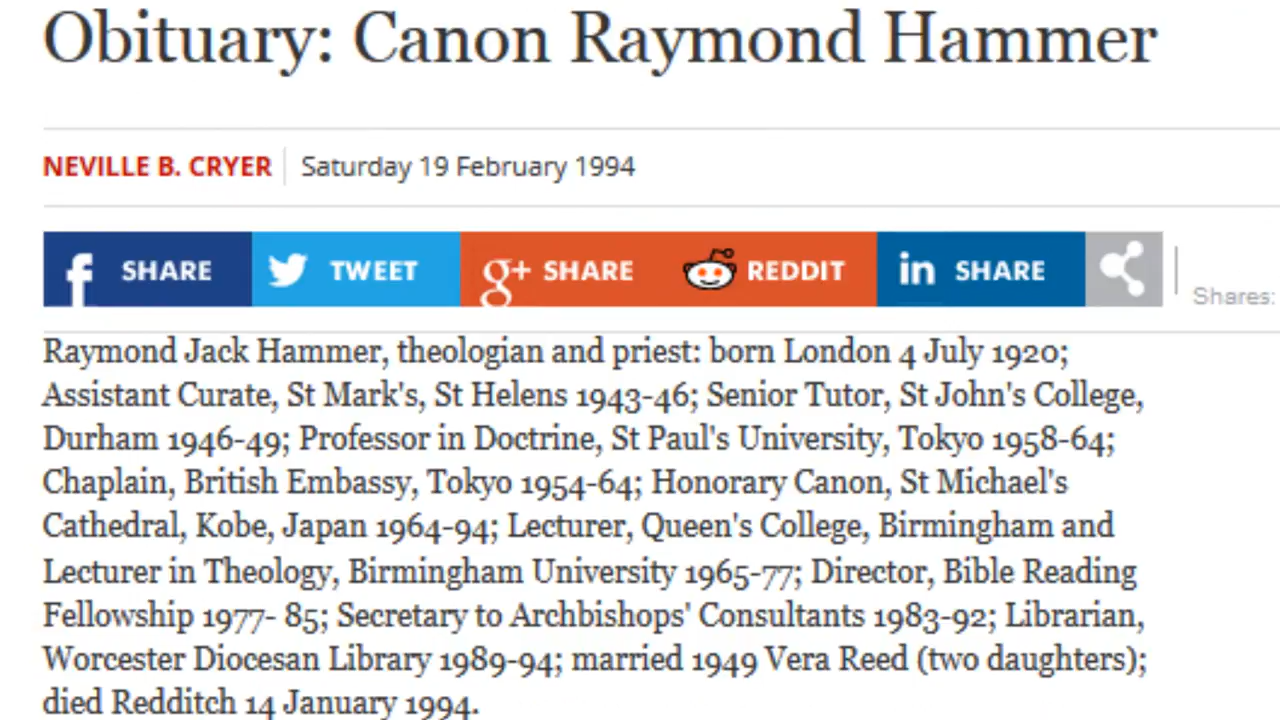 Obituary: Canon Raymond Hammer
NEVILLE B. CRYER Saturday 19 February 1994
f SHARE TWEET g+ SHARE REDDIT in SHARE
Shares:
Raymond Jack Hammer, theologian and priest: born London 4 July 1920;
Assistant Curate, St Mark's, St Helens 1943-46; Senior Tutor, St John's College,
Durham 1946-49; Professor in Doctrine, St Paul's University, Tokyo 1958-64;
Chaplain, British Embassy, Tokyo 1954-64; Honorary Canon, St Michael's
Cathedral, Kobe, Japan 1964-94; Lecturer, Queen's College, Birmingham and
Lecturer in Theology, Birmingham University 1965-77; Director, Bible Reading
Fellowship 1977- 85; Secretary to Archbishops' Consultants 1983-92; Librarian,
Worcester Diocesan Library 1989-94; married 1949 Vera Reed (two daughters);
died Redditch 14 January 1994.